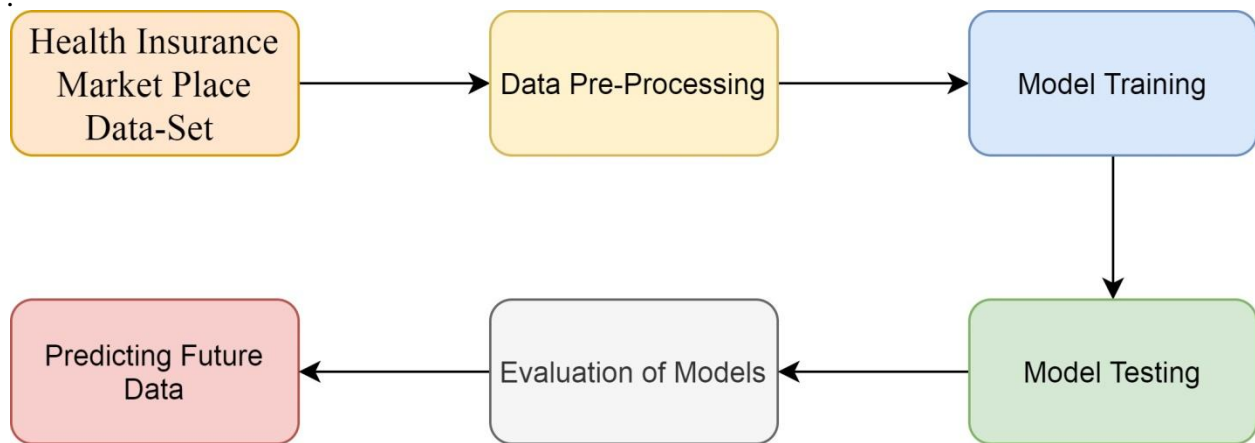 .
Health Insurance
Market Place
Data-Set
Data Pre-Processing
Model Training
Model Testing
Evaluation of Models
Predicting Future
Data